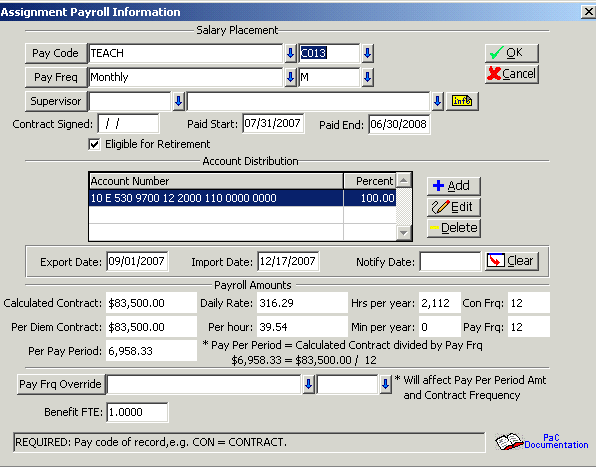 Assignment Payroll Information
Salary Placement
Pay Code TEACH C013 OK
Pay Freq Monthly M Cancel
Supervisor Info
Contract Signed: / / Paid Start: 07/31/2007 Paid End: 06/30/2008
Eligible for Retirement
Account Distribution
Account Number Percent
10 E 530 9700 12 2000 110 0000 0000 100.00
Add
Edit
Delete
Export Date: 09/01/2007 Import Date: 12/17/2007 Notify Date: Clear
Payroll Amounts
Calculated Contract: $83,500.00 Daily Rate: 316.29 Hrs per year: 2,112 Con Frq: 12
Per Diem Contract: $83,500.00 Per hour: 39.54 Min per year: 0 Pay Frq: 12
Per Pay Period: 6,958.33 * Pay Per Period = Calculated Contract divided by Pay Frq
$6,958.33 = $83,500.00 / 12
Pay Frq Override * Will affect Pay Per Period Amt
and Contract Frequency
Benefit FTE: 1.0000
REQUIRED: Pay code of record,e.g. CON = CONTRACT.
PaC
Documentation